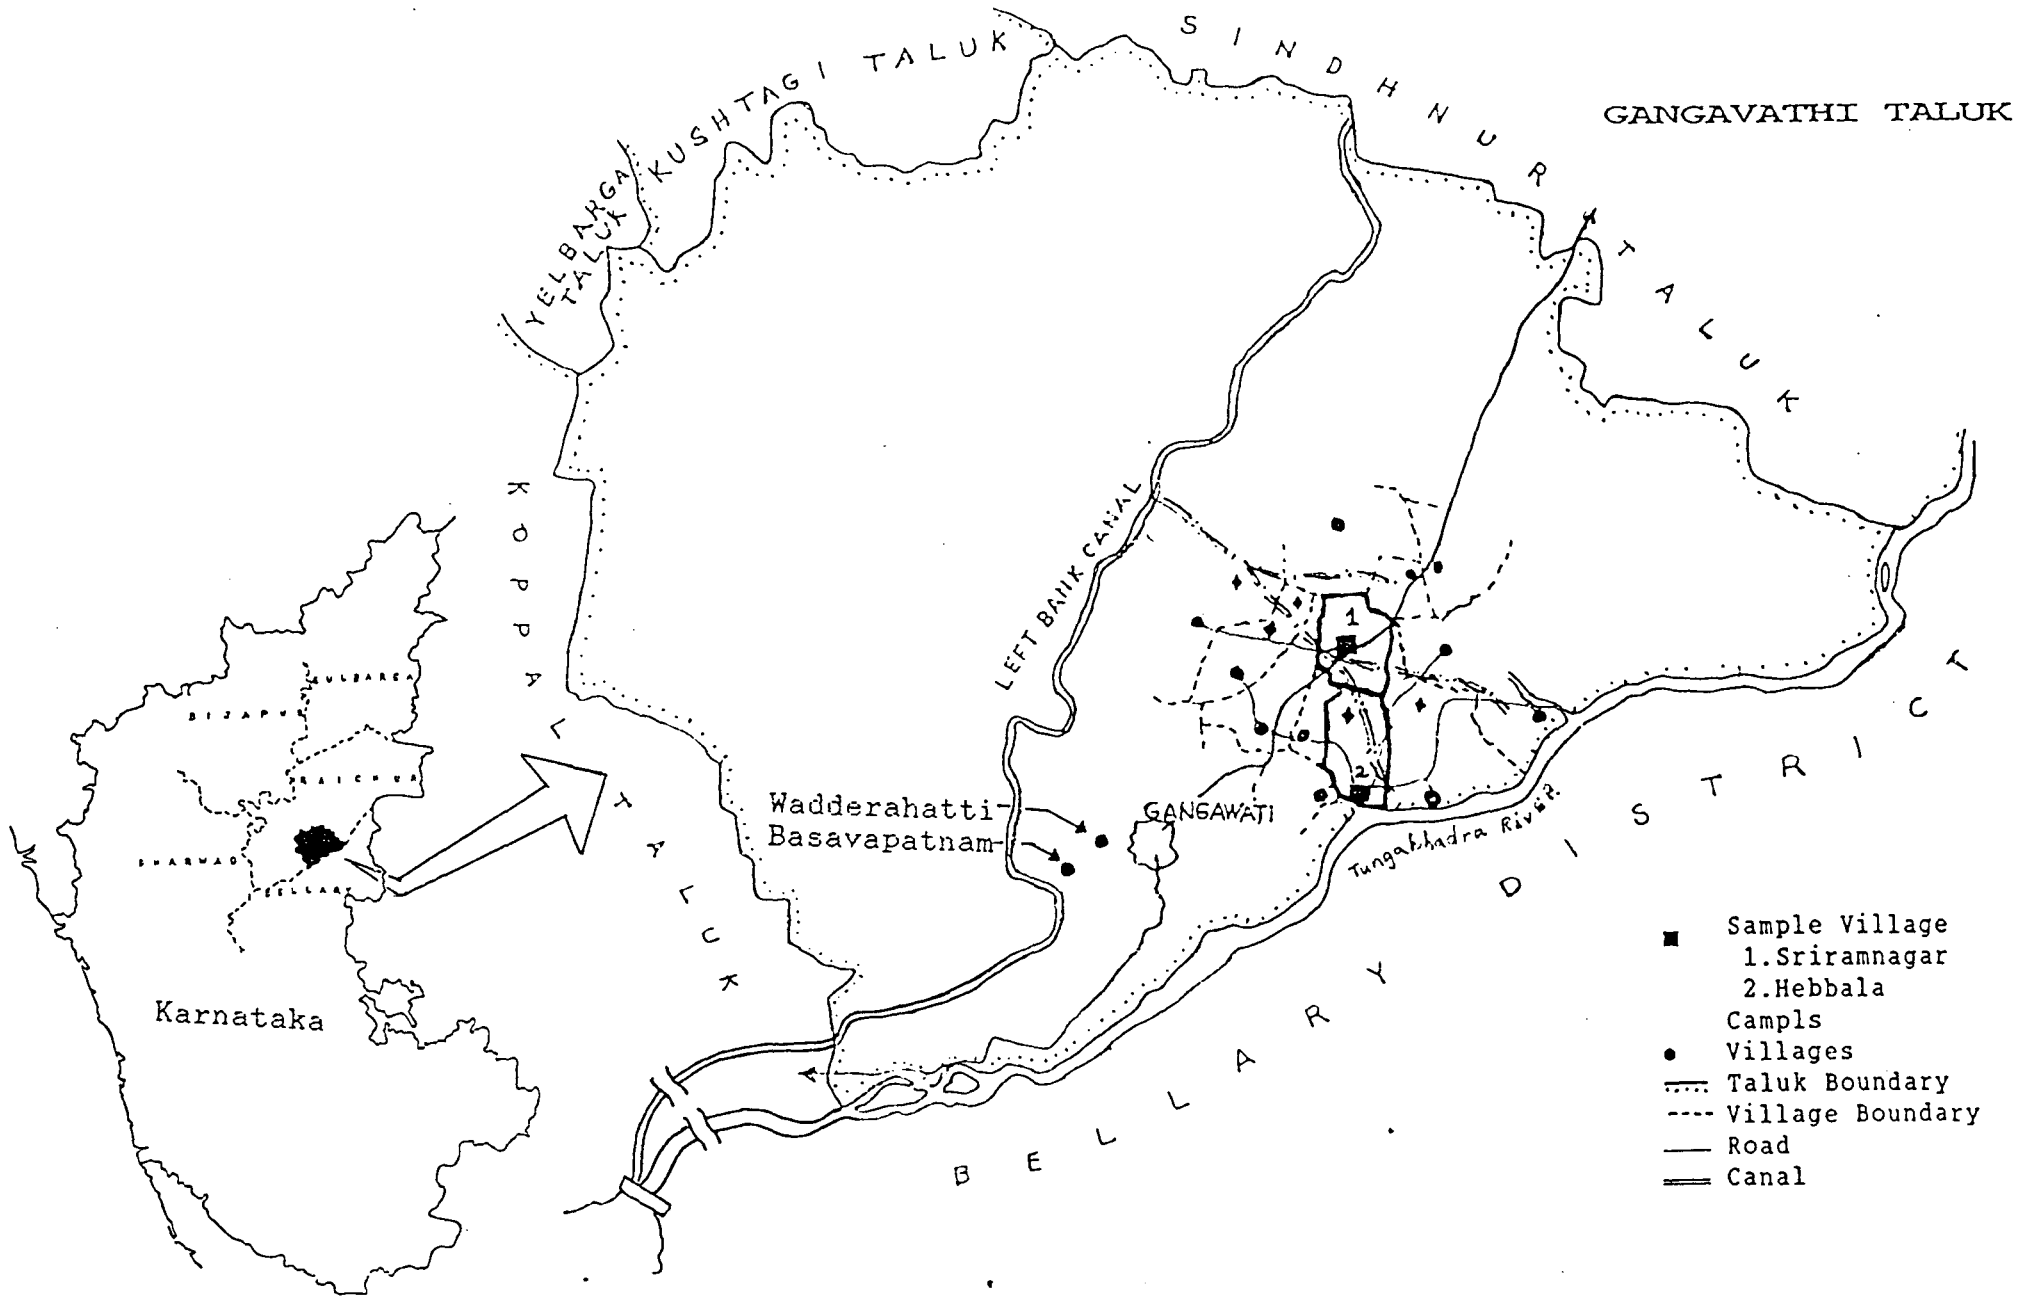 GANGAVATHI TALUK
SINDHNUR TALUK
KUSHTAGI TALUK
YELBARGA
TALUK
KOPPAL TALUK
LEFT BANK CANAL
GULBARGA
BIJAPUR
RAICHUR
DHARWAD
BELLARY
Karnataka
Wadderahatti
Basavapatnam
GANGAWATI
1
2
Tungabhadra RivER
BELLARY DISTRICT
Sample Village
1.Sriramnagar
2.Hebbala
Campls
Villages
Taluk Boundary
Village Boundary
Road
Canal